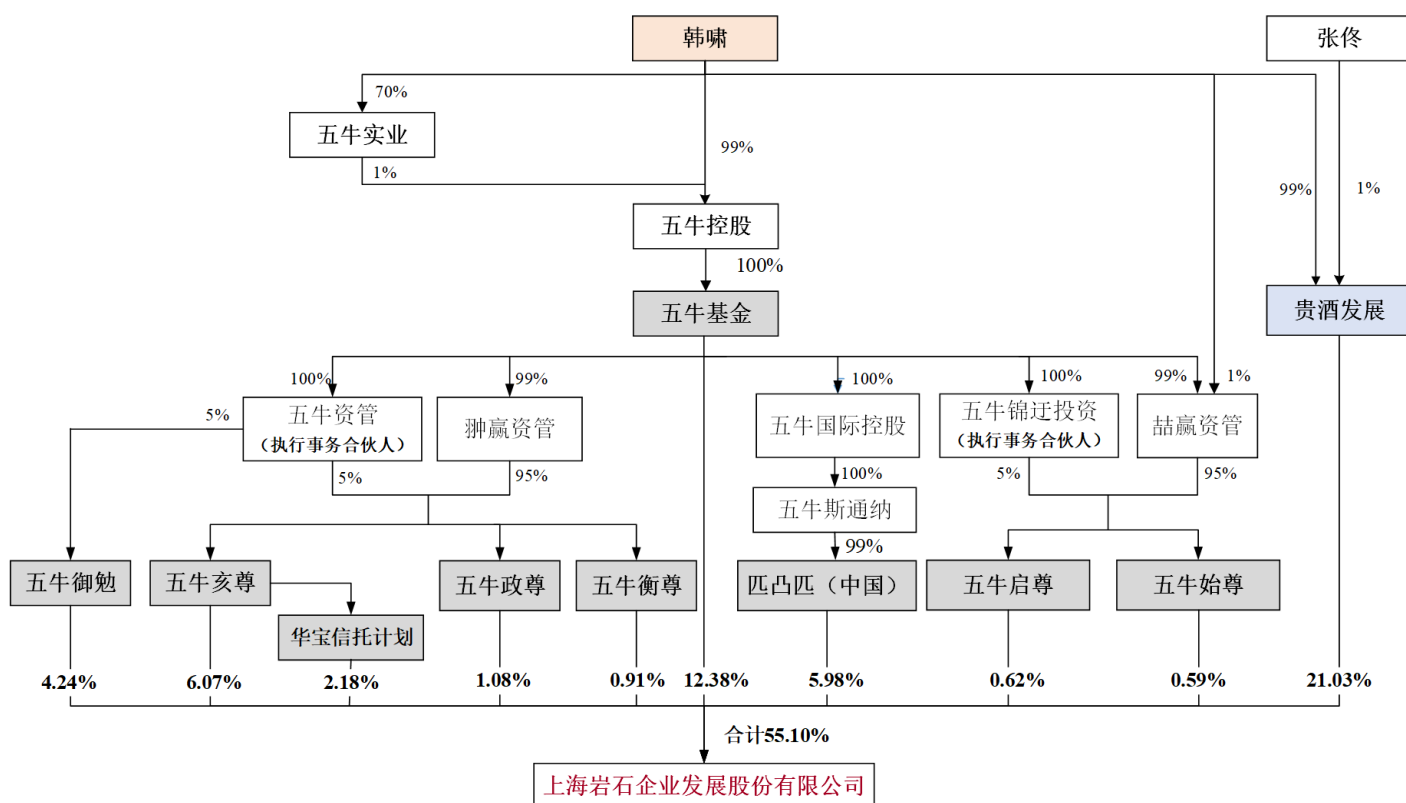 韩啸
张佟
70%
五牛实业
1%
99%
99%
1%
五牛控股
100%
五牛基金
贵酒发展
100%
99%
100%
100%
99%
1%
5%
五牛资管
(执行事务合伙人)
翀赢资管
五牛国际控股
五牛锦迂投资
(执行事务合伙人)
喆赢资管
5%
95%
100%
5%
95%
五牛斯通纳
99%
五牛御勉
五牛亥尊
五牛政尊
五牛衡尊
匹凸匹（中国）
五牛启尊
五牛始尊
华宝信托计划
4.24%
6.07%
2.18%
1.08%
0.91%
12.38%
5.98%
0.62%
0.59%
21.03%
合计55.10%
上海岩石企业发展股份有限公司